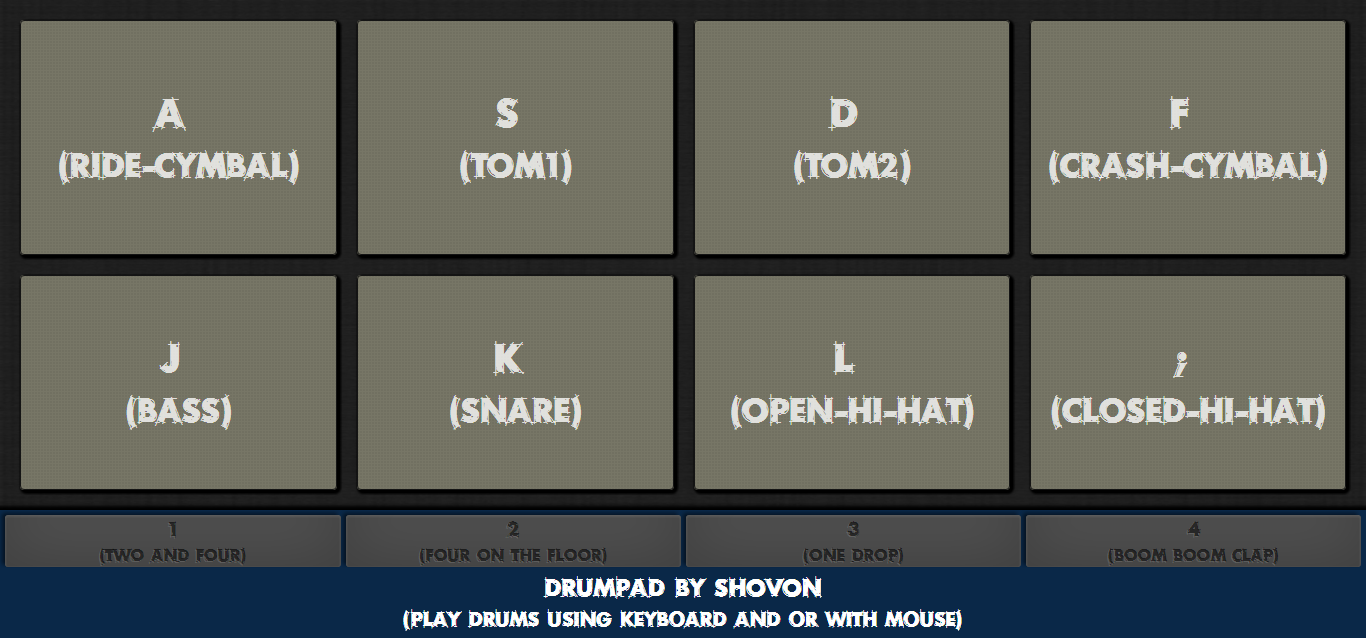 A
(RIDE-CYMBAL)
S
(TOM1)
D
(TOM2)
F
(CRASH-CYMBAL)
J
(BASS)
K
(SNARE)
L
(OPEN-HI-HAT)
;
(CLOSED-HI-HAT)
1
(TWO AND FOUR)
2
(FOUR ON THE FLOOR)
3
(ONE DROP)
4
(BOOM BOOM CLAP)
DRUMPAD BY SHOVON
(PLAY DRUMS USING KEYBOARD AND OR WITH MOUSE)